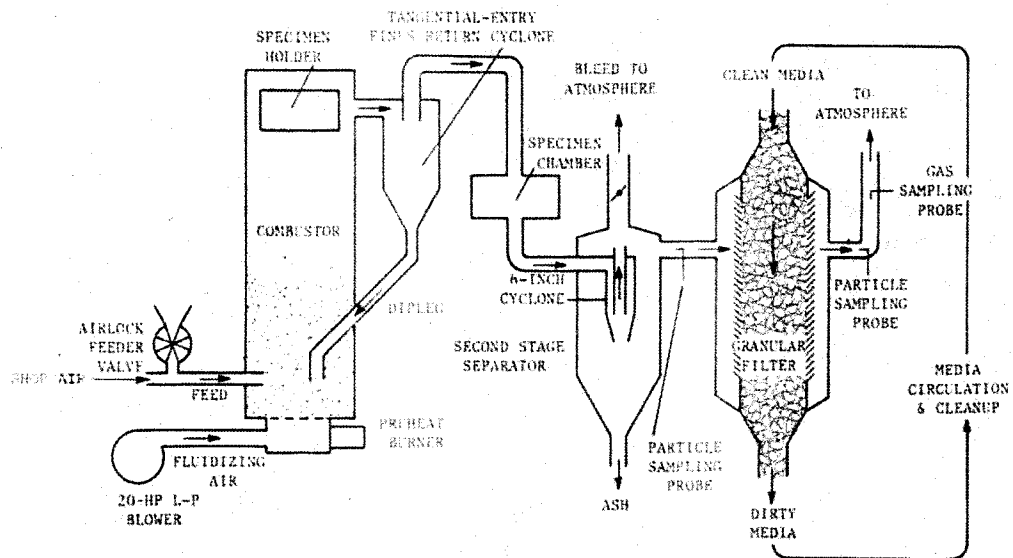 TANGENTIAL-ENTRY
FINES RETURN CYCLONE
SPECIMEN
HOLDER
BLEED TO
ATMOSPHERE
CLEAN MEDIA
TO
ATMOSPHERE
SPECIMEN
CHAMBER
GAS
SAMPLING
PROBE
COMBUSTOR
6-INCH
CYCLONE
PARTICLE
SAMPLING
PROBE
DIPLEG
AIRLOCK
FEEDER
VALVE
SECOND STAGE
SEPARATOR
GRANULAR
FILTER
SHOP AIR
FEED
MEDIA
CIRCULATION
& CLEANUP
PREHEAT
BURNER
FLUIDIZING
AIR
PARTICLE
SAMPLING
PROBE
20-HP L-P
BLOWER
ASH
DIRTY
MEDIA